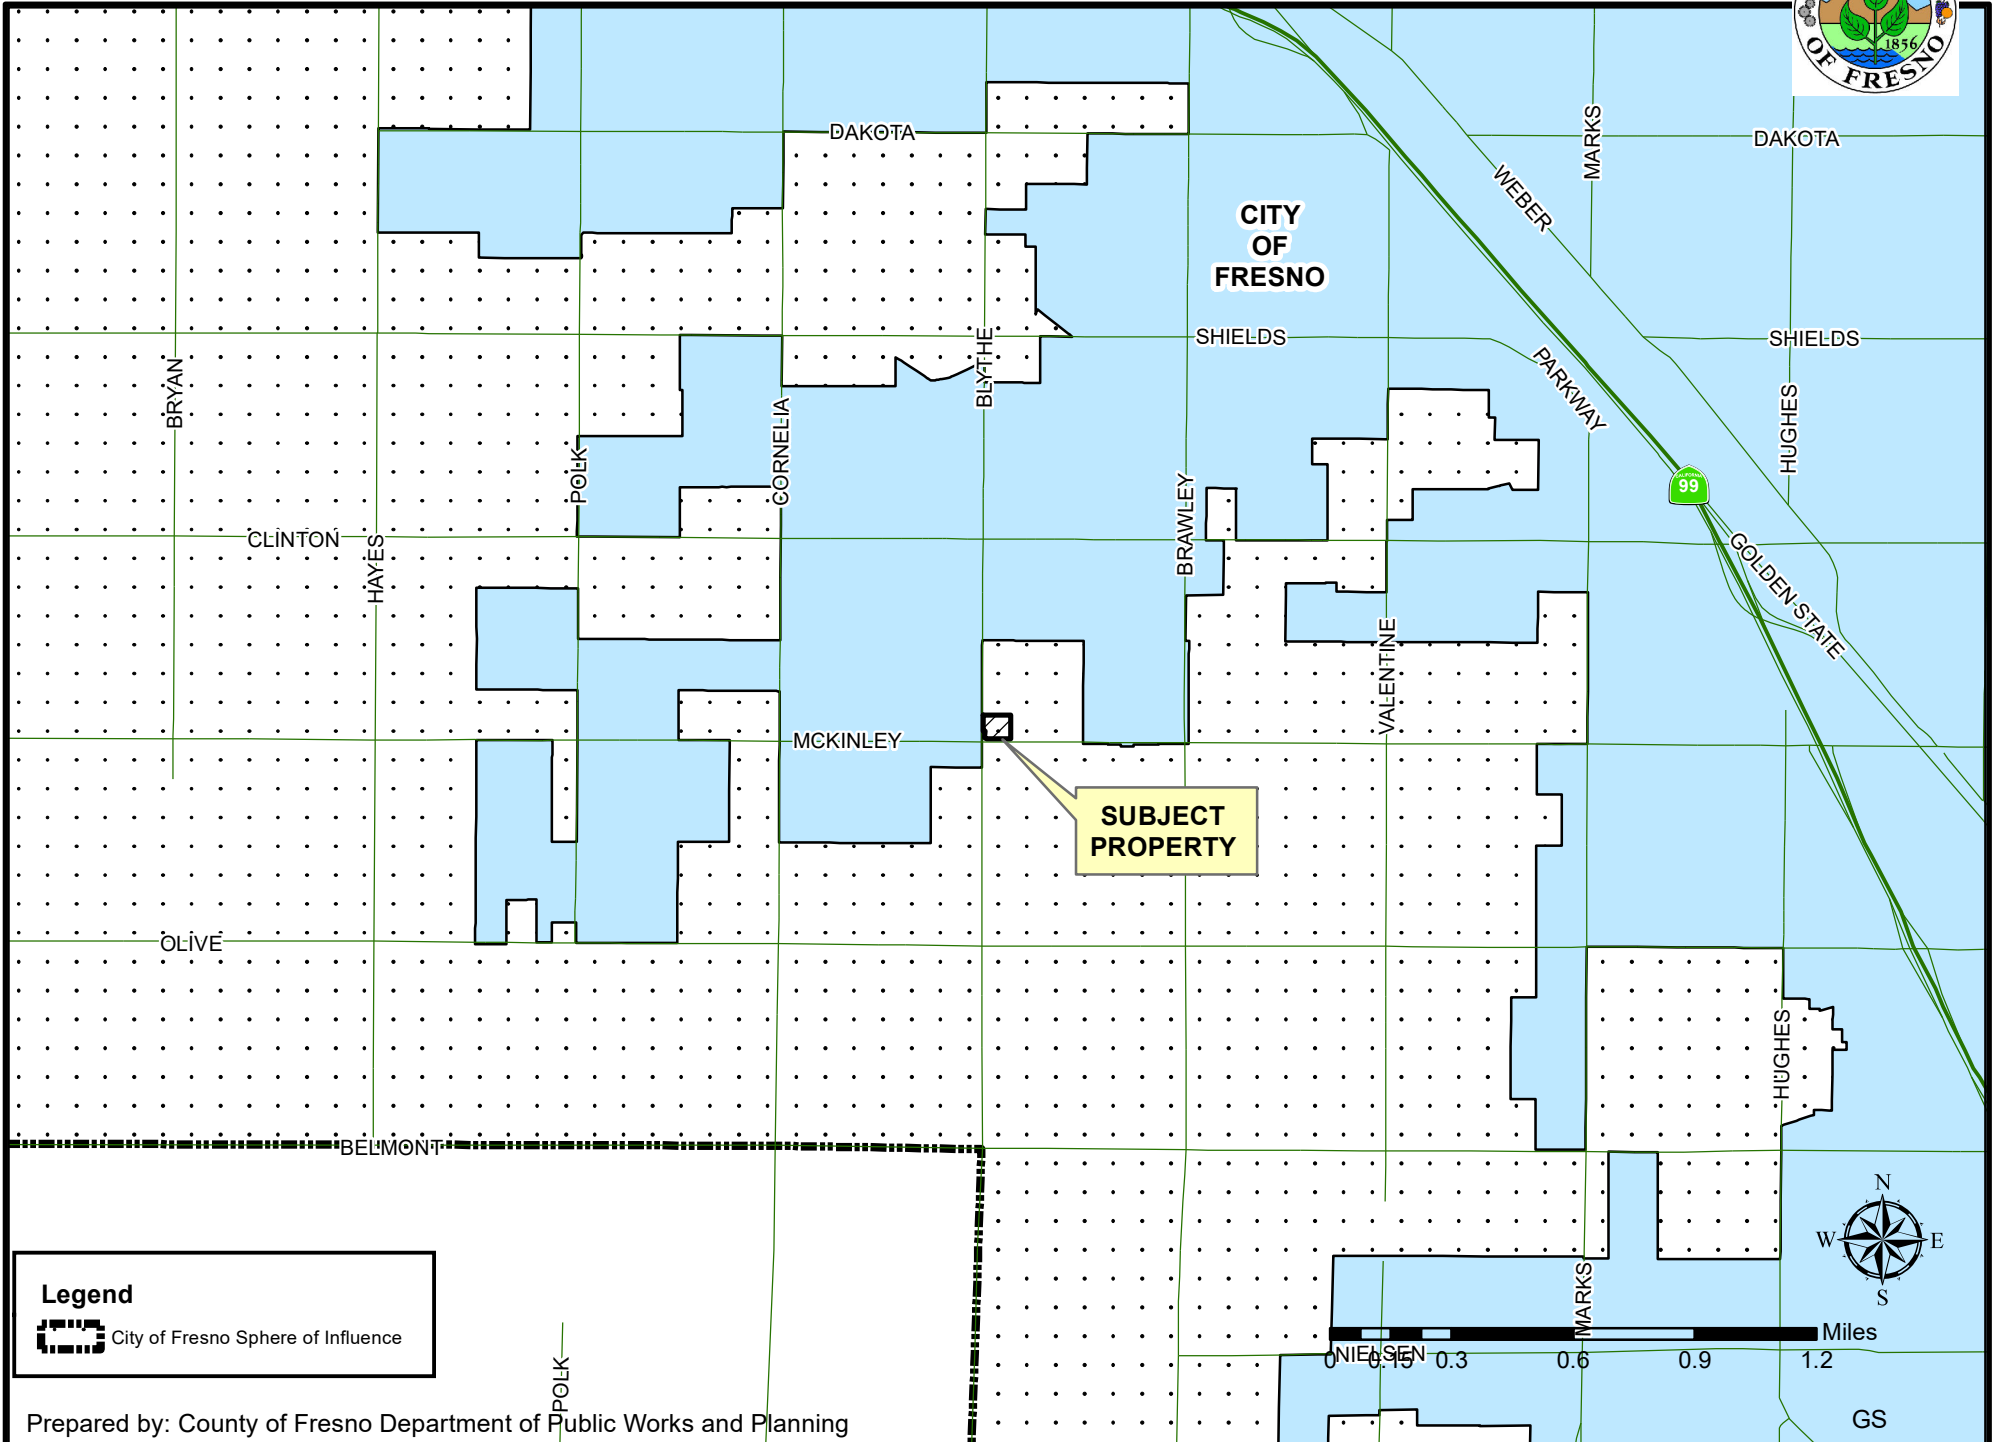 1856
OF FRESNO
DAKOTA
DAKOTA
MARKS
WEBER
CITY
OF
FRESNO
SHIELDS
SHIELDS
BLYTHE
PARKWAY
BRYAN
HUGHES
CORNELIA
POLK
BRAWLEY
CALIFORNIA
99
CLINTON
HAYES
GOLDEN STATE
VALENTINE
MCKINLEY
SUBJECT
PROPERTY
OLIVE
HUGHES
BELMONT
N
W
E
S
Legend
City of Fresno Sphere of Influence
MARKS
Miles
NIELSEN
0 0.15 0.3 0.6 0.9 1.2
POLK
Prepared by: County of Fresno Department of Public Works and Planning
GS